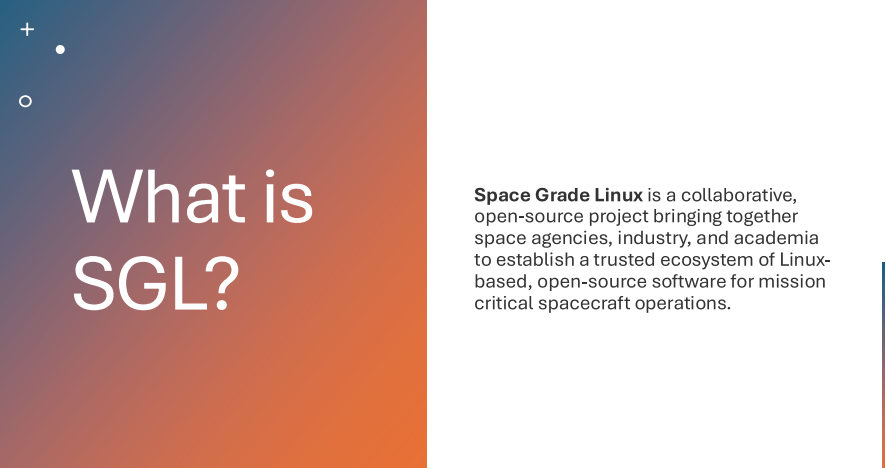 What is
SGL?
Space Grade Linux is a collaborative,
open-source project bringing together
space agencies, industry, and academia
to establish a trusted ecosystem of Linux-
based, open-source software for mission
critical spacecraft operations.